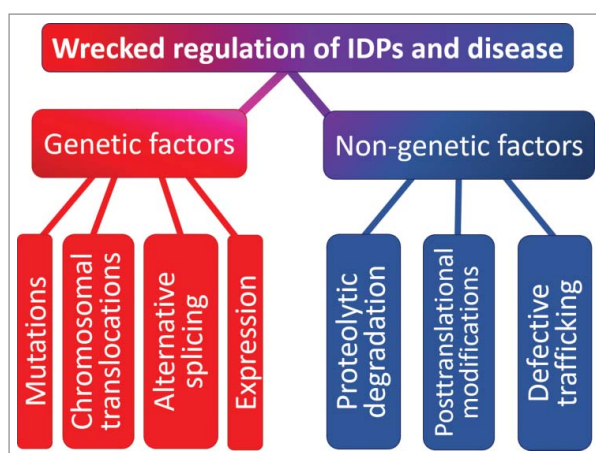 Wrecked regulation of IDPs and disease
Genetic factors
Non-genetic factors
Mutations
Chromosomal
translocations
Alternative
splicing
Expression
Proteolytic
degradation
Posttranslational
modifications
Defective
trafficking